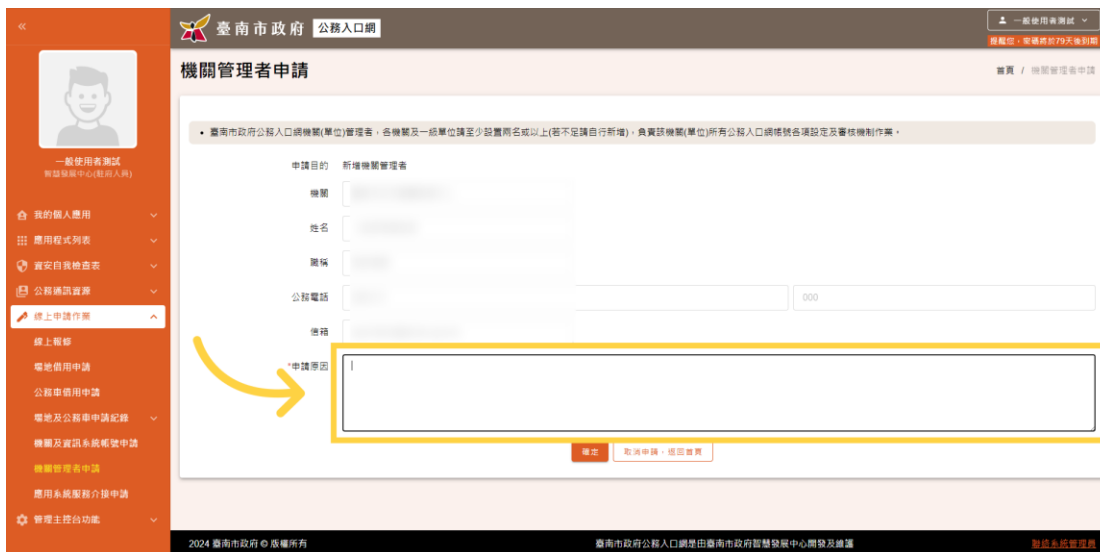 臺南市政府 公務入口網
一般使用者測試
提醒您，密碼將於79天後到期
機關管理者申請
首頁 / 機關管理者申請
一般使用者測試
智慧發展中心(駐府人員)
我的個人應用
應用程式列表
資安自我檢查表
公務通訊資源
線上申請作業
線上報修
場地借用申請
公務車借用申請
場地及公務車申請紀錄
機關及資訊系統帳號申請
機關管理者申請
應用系統服務介接申請
管理主控台功能
• 臺南市政府公務入口網機關(單位)管理者，各機關及一級單位請至少設置兩名或以上(若不足請自行新增)，負責該機關(單位)所有公務入口網帳號各項設定及審核機制作業。
申請目的 新增機關管理者
機關
姓名
職稱
公務電話 000
信箱
*申請原因
確定 取消申請，返回首頁
2024 臺南市政府 © 版權所有
臺南市政府公務入口網是由臺南市政府智慧發展中心開發及維護
聯絡系統管理員